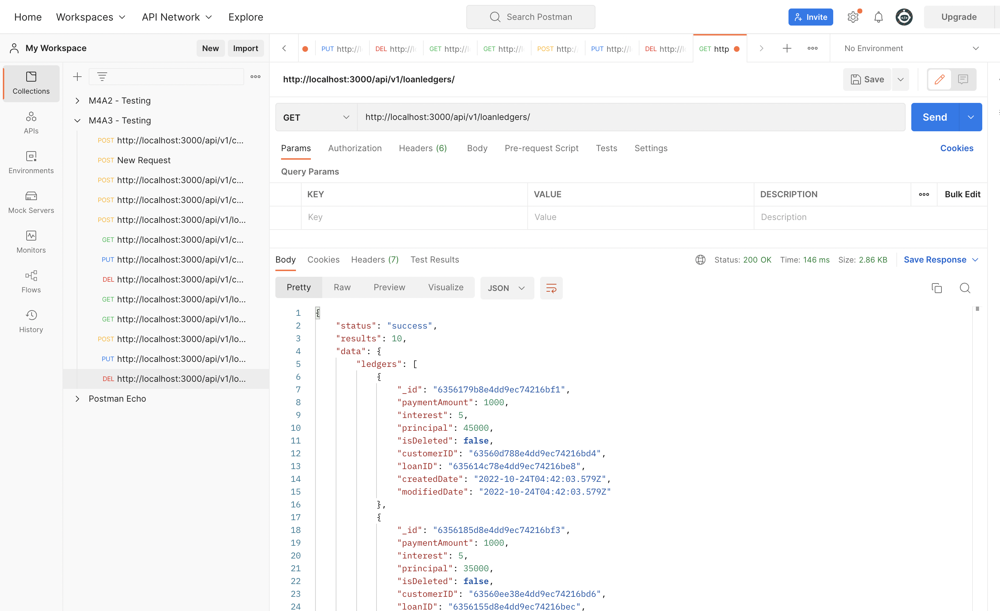 Home Workspaces API Network Explore Search Postman Invite Upgrade
My Workspace New Import
PUT http://l DEL http://lo GET http://l GET http://l POST http:/ PUT http://l DEL http://lo GET http No Environment
Collections
APIs
Environments
Mock Servers
Monitors
Flows
History
M4A2 - Testing
M4A3 - Testing
POST http://localhost:3000/api/v1/c...
POST New Request
POST http://localhost:3000/api/v1/c...
POST http://localhost:3000/api/v1/c...
POST http://localhost:3000/api/v1/lo...
GET http://localhost:3000/api/v1/c...
PUT http://localhost:3000/api/v1/c...
DEL http://localhost:3000/api/v1/c...
GET http://localhost:3000/api/v1/lo...
GET http://localhost:3000/api/v1/lo...
POST http://localhost:3000/api/v1/lo...
PUT http://localhost:3000/api/v1/lo...
DEL http://localhost:3000/api/v1/lo...
Postman Echo
http://localhost:3000/api/v1/loanledgers/ Save
GET http://localhost:3000/api/v1/loanledgers/ Send
Params Authorization Headers (6) Body Pre-request Script Tests Settings Cookies
Query Params
KEY VALUE DESCRIPTION Bulk Edit
Key Value Description
Body Cookies Headers (7) Test Results Status: 200 OK Time: 146 ms Size: 2.86 KB Save Response
Pretty Raw Preview Visualize JSON
1 {
2 "status": "success",
3 "results": 10,
4 "data": {
5 "ledgers": [
6 {
7 "_id": "6356179b8e4dd9ec74216bf1",
8 "paymentAmount": 1000,
9 "interest": 5,
10 "principal": 45000,
11 "isDeleted": false,
12 "customerID": "63560d788e4dd9ec74216bd4",
13 "loanID": "635614c78e4dd9ec74216be8",
14 "createdDate": "2022-10-24T04:42:03.579Z",
15 "modifiedDate": "2022-10-24T04:42:03.579Z"
16 },
17 {
18 "_id": "6356185d8e4dd9ec74216bf3",
19 "paymentAmount": 1000,
20 "interest": 5,
21 "principal": 35000,
22 "isDeleted": false,
23 "customerID": "63560ee38e4dd9ec74216bd6",
24 "loanID": "6356155d8e4dd9ec74216bec",